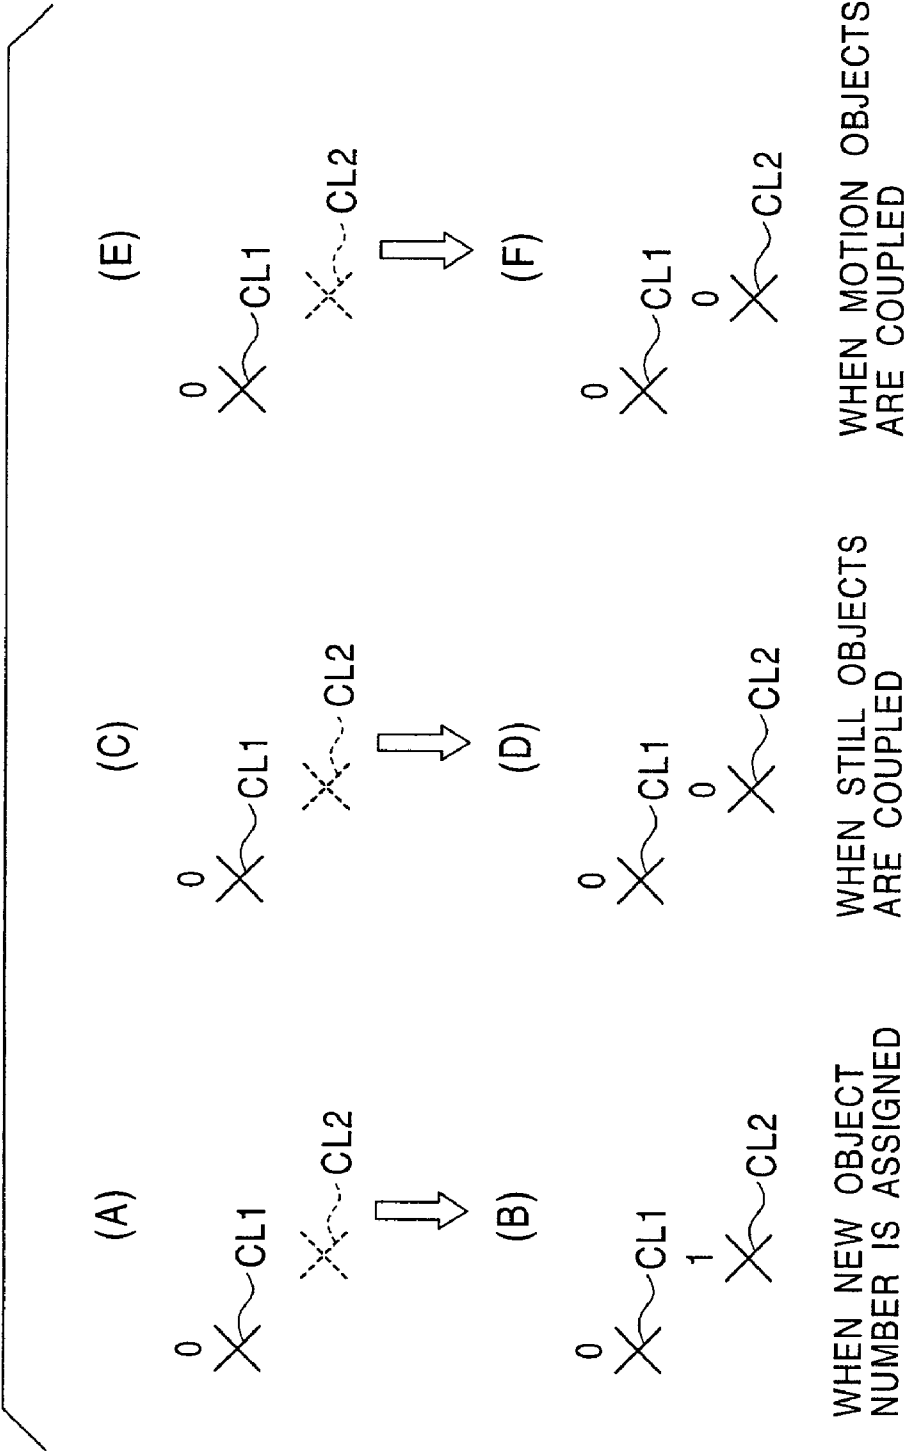 (A)
0
CL1
CL2
(B)
0
CL1
1
CL2
WHEN NEW OBJECT
NUMBER IS ASSIGNED
(C)
0
CL1
CL2
(D)
0
CL1
0
CL2
WHEN STILL OBJECTS
ARE COUPLED
(E)
0
CL1
CL2
(F)
0
CL1
0
CL2
WHEN MOTION OBJECTS
ARE COUPLED